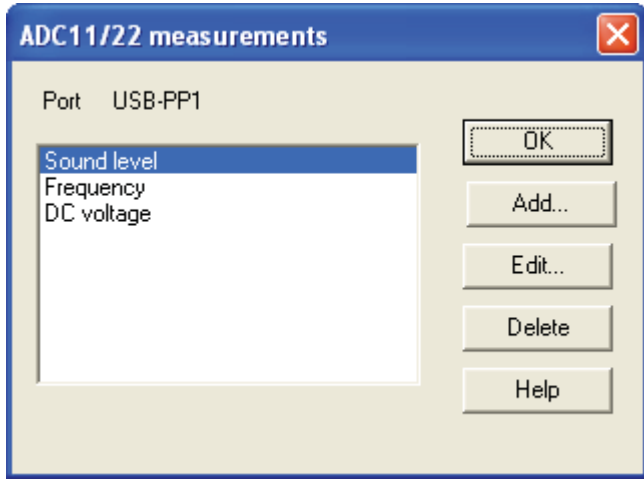 ADC11/22 measurements
Port USB-PP1
Sound level
Frequency
DC voltage
OK
Add...
Edit...
Delete
Help